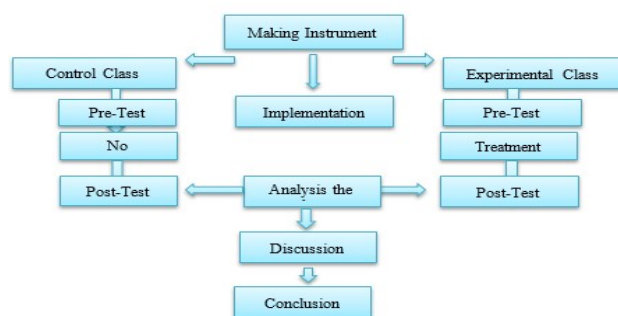 Making Instrument
Control Class
Experimental Class
Pre-Test
Implementation
Pre-Test
No
Treatment
Post-Test
Analysis the
Post-Test
Discussion
Conclusion